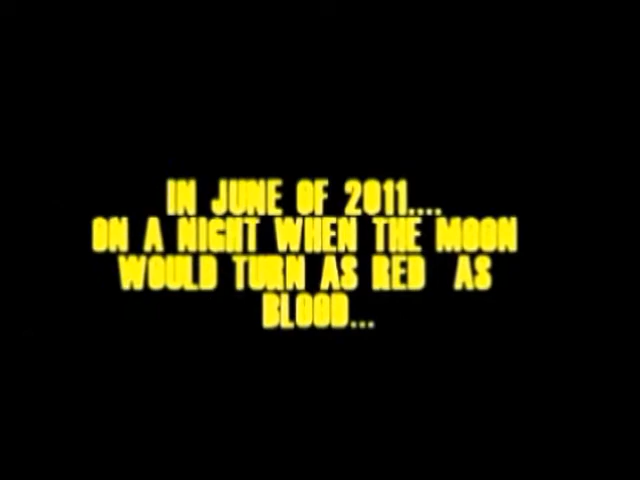 IN JUNE OF 2011....
ON A NIGHT WHEN THE MOON
WOULD TURN AS RED AS
BLOOD...